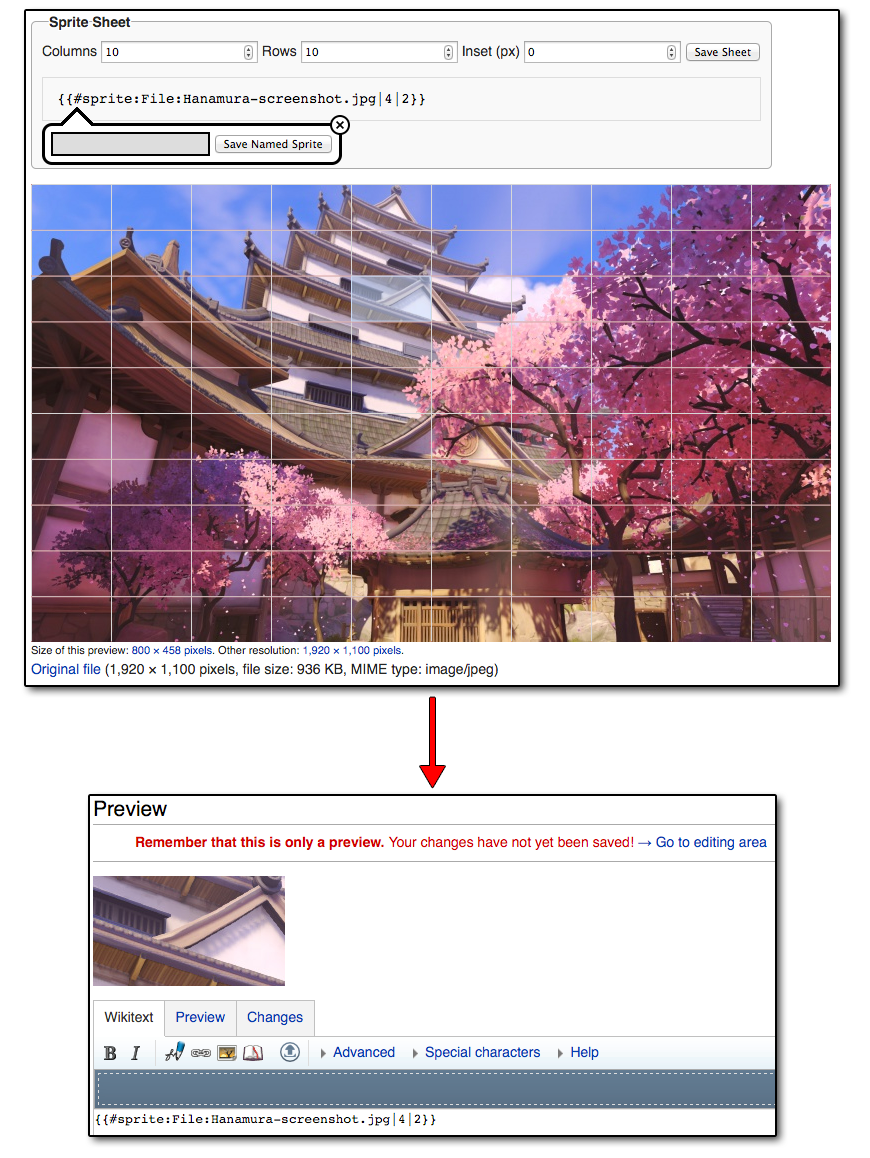 Sprite Sheet
Columns 10 Rows 10 Inset (px) 0 Save Sheet
{{#sprite:File:Hanamura-screenshot.jpg|4|2}}
Save Named Sprite
Size of this preview: 800 × 458 pixels. Other resolution: 1,920 × 1,100 pixels.
Original file (1,920 × 1,100 pixels, file size: 936 KB, MIME type: image/jpeg)
Preview
Remember that this is only a preview. Your changes have not yet been saved! → Go to editing area
Wikitext Preview Changes
B I Advanced Special characters Help
{{#sprite:File:Hanamura-screenshot.jpg|4|2}}